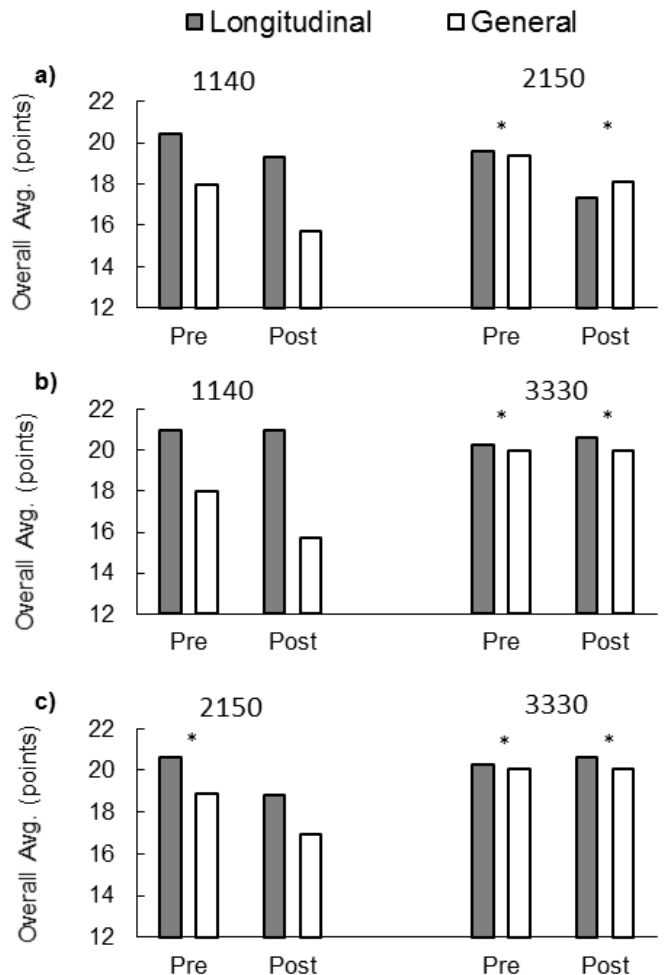 Longitudinal General
a) 1140 2150
Overall Avg. (points)
22
20
18
16
14
12
* *
Pre Post Pre Post
b) 1140 3330
Overall Avg. (points)
22
20
18
16
14
12
* *
Pre Post Pre Post
c) 2150 3330
Overall Avg. (points)
22
20
18
16
14
12
* * *
Pre Post Pre Post